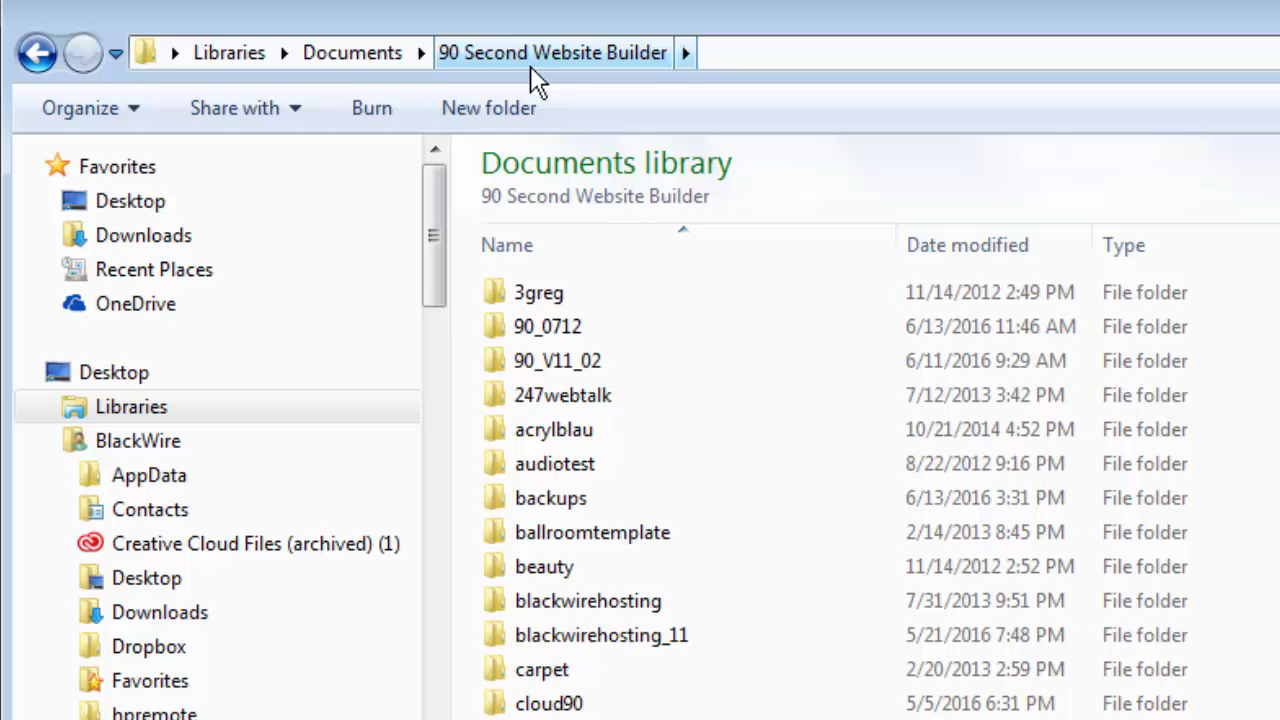 Libraries Documents 90 Second Website Builder
Organize Share with Burn New folder
Favorites
Desktop
Downloads
Recent Places
OneDrive
Desktop
Libraries
BlackWire
AppData
Contacts
Creative Cloud Files (archived) (1)
Desktop
Downloads
Dropbox
Favorites
hpremote
Documents library
90 Second Website Builder
Name Date modified Type
3greg 11/14/2012 2:49 PM File folder
90_0712 6/13/2016 11:46 AM File folder
90_V11_02 6/11/2016 9:29 AM File folder
247webtalk 7/12/2013 3:42 PM File folder
acrylblau 10/21/2014 4:52 PM File folder
audiotest 8/22/2012 9:16 PM File folder
backups 6/13/2016 3:31 PM File folder
ballroomtemplate 2/14/2013 8:45 PM File folder
beauty 11/14/2012 2:52 PM File folder
blackwirehosting 7/31/2013 9:51 PM File folder
blackwirehosting_11 5/21/2016 7:48 PM File folder
carpet 2/20/2013 2:59 PM File folder
cloud90 5/5/2016 6:31 PM File folder